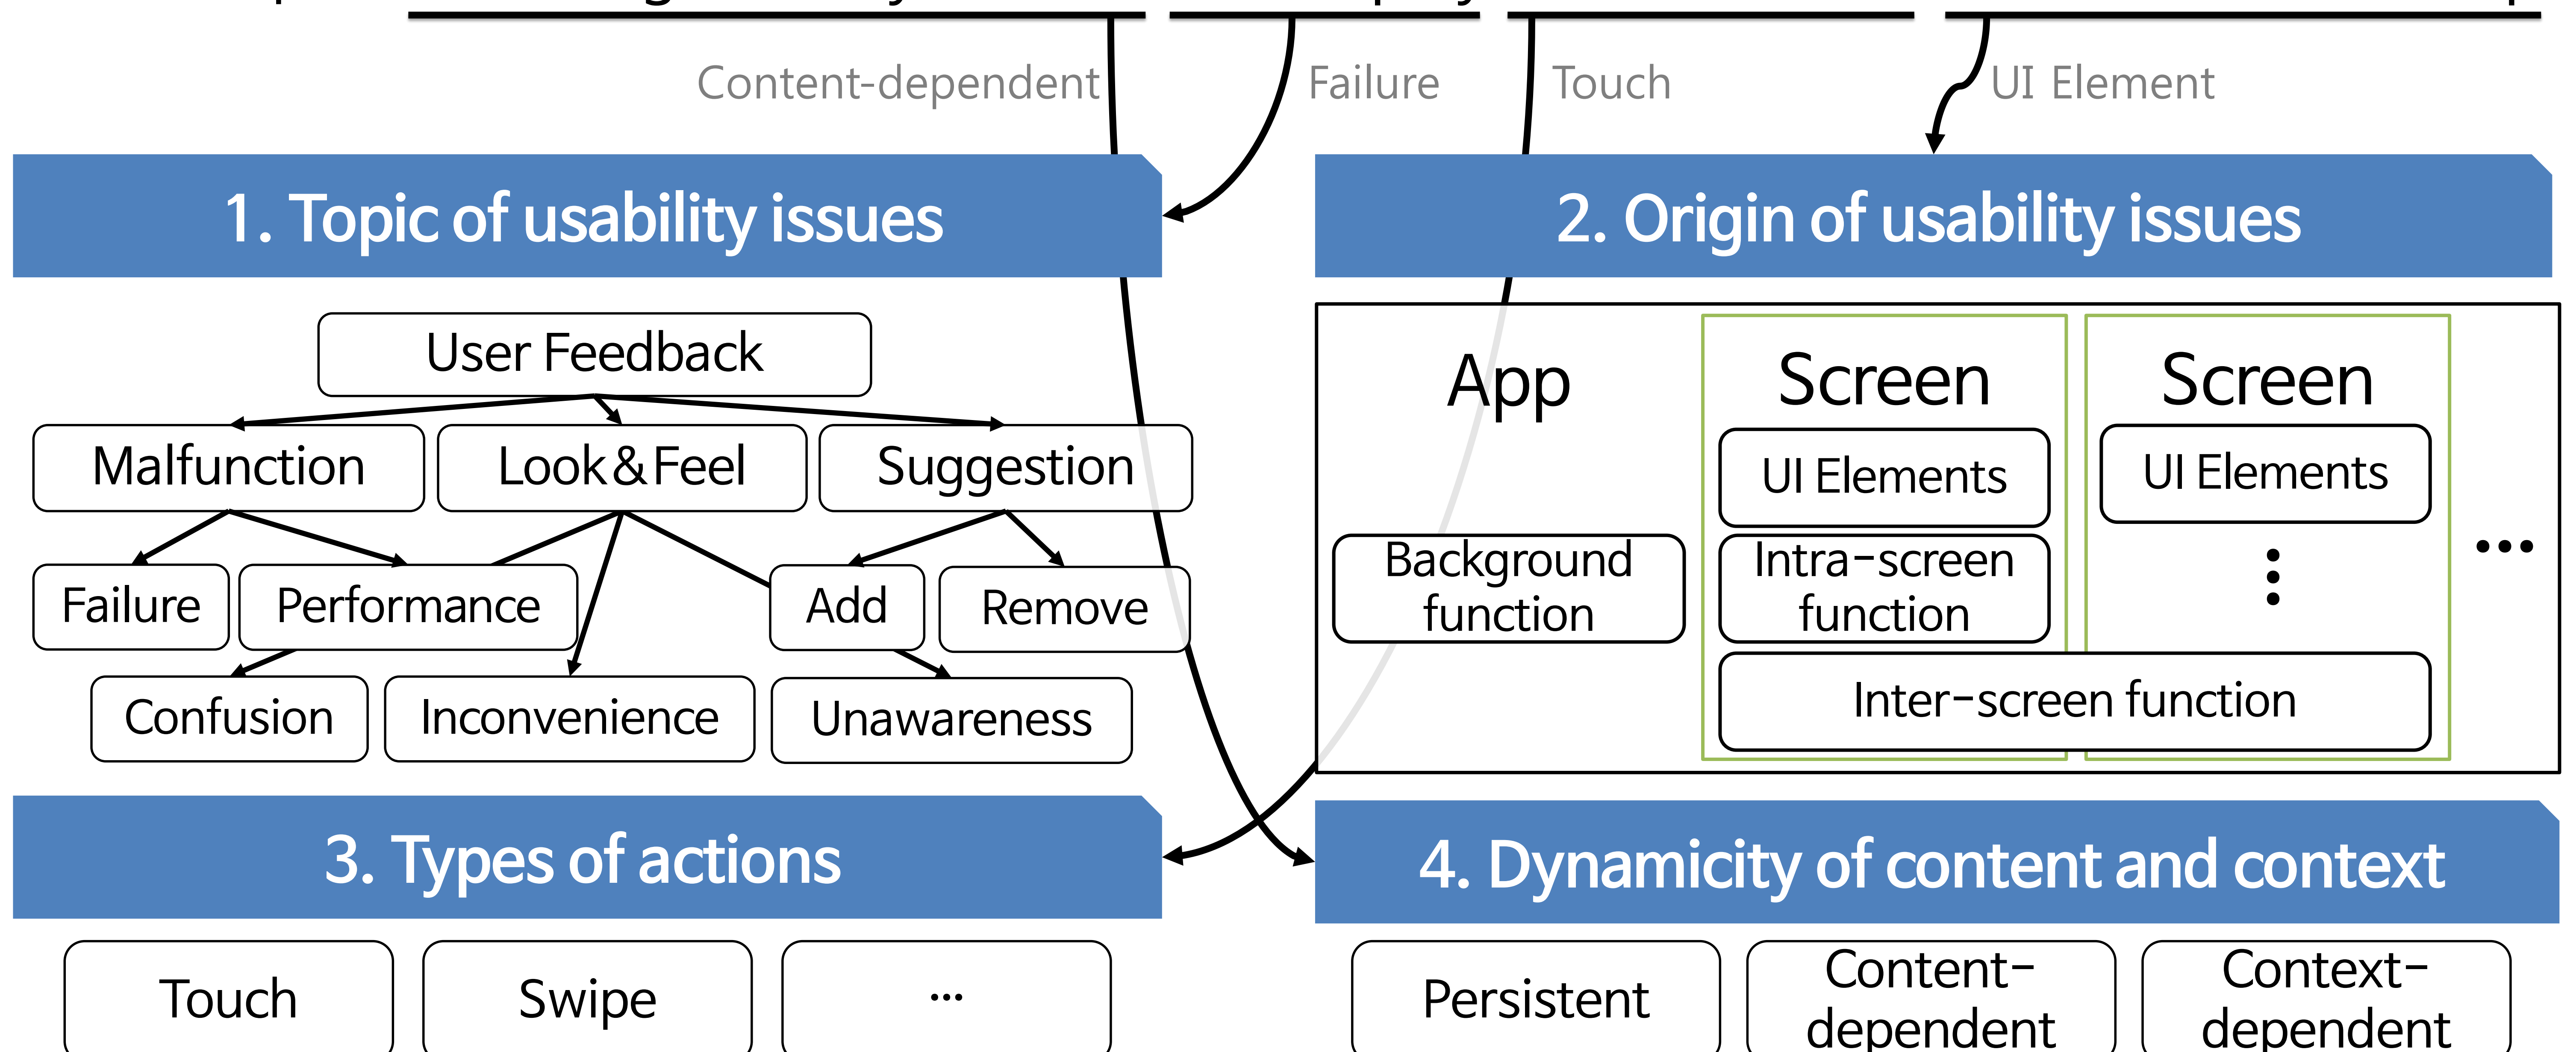 Content-dependent
Failure
Touch
UI Element
1. Topic of usability issues
2. Origin of usability issues
User Feedback
Malfunction
Look&Feel
Suggestion
Failure
Performance
Add
Remove
Confusion
Inconvenience
Unawareness
App
Screen
Screen
UI Elements
UI Elements
Background
function
Intra-screen
function
...
Inter-screen function
3. Types of actions
4. Dynamicity of content and context
Touch
Swipe
...
Persistent
Content-
dependent
Context-
dependent